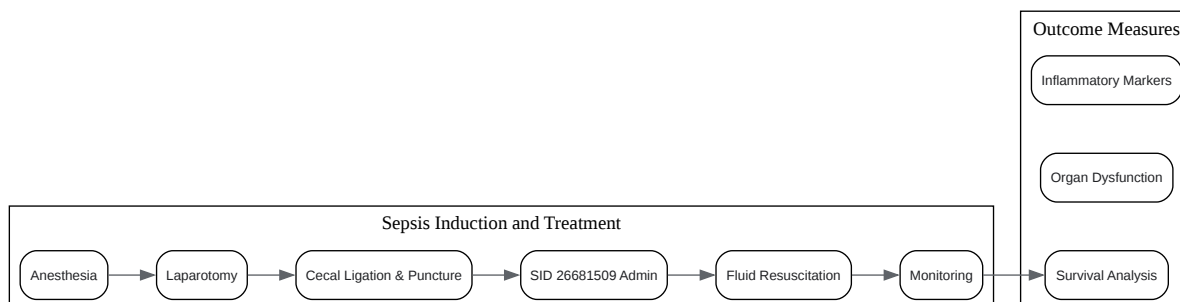 Outcome Measures
Inflammatory Markers
Organ Dysfunction
Sepsis Induction and Treatment
Anesthesia
Laparotomy
Cecal Ligation & Puncture
SID 26681509 Admin
Fluid Resuscitation
Monitoring
Survival Analysis